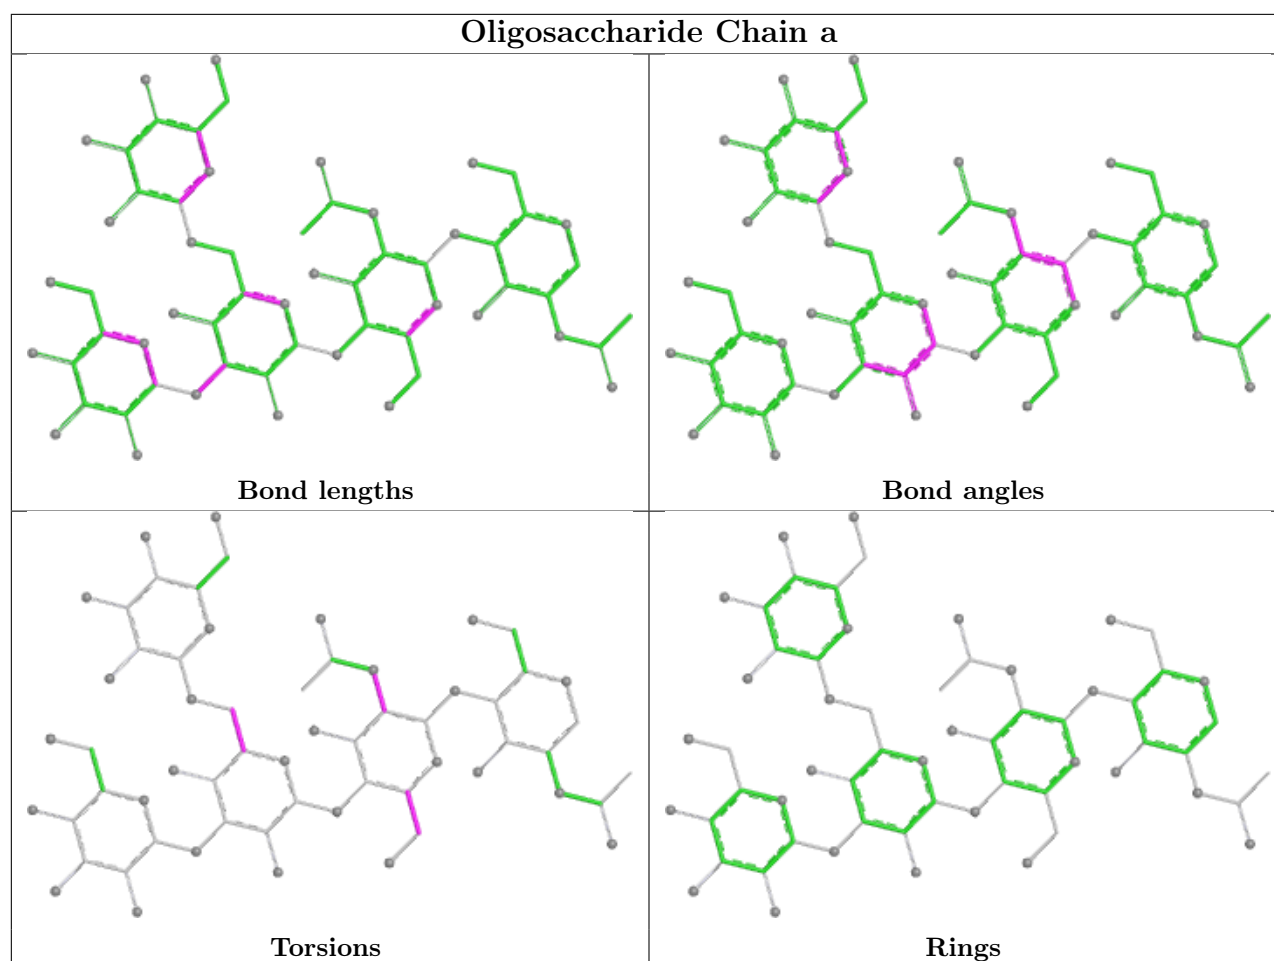 Oligosaccharide Chain a
Bond lengths
Bond angles
Torsions
Rings